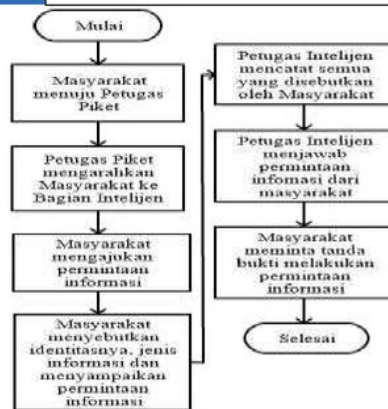 Mulai
Masyarakat
menuju Petugas
Piket
Petugas Piket
mengarahkan
Masyarakat ke
Bagian Intelijen
Masyarakat
mengajukan
permintaan
informasi
Masyarakat
menyebutkan
identitasnya, jenis
informasi dan
menyampaikan
permintaan
informasi
Petugas Intelijen
mencatat semua
yang disebutkan
oleh Masyarakat
Petugas Intelijen
menjawab
permintaan
infomasi dari
masyarakat
Masyarakat
meminta tanda
bukti melakukan
permintaan
informasi
Selesai